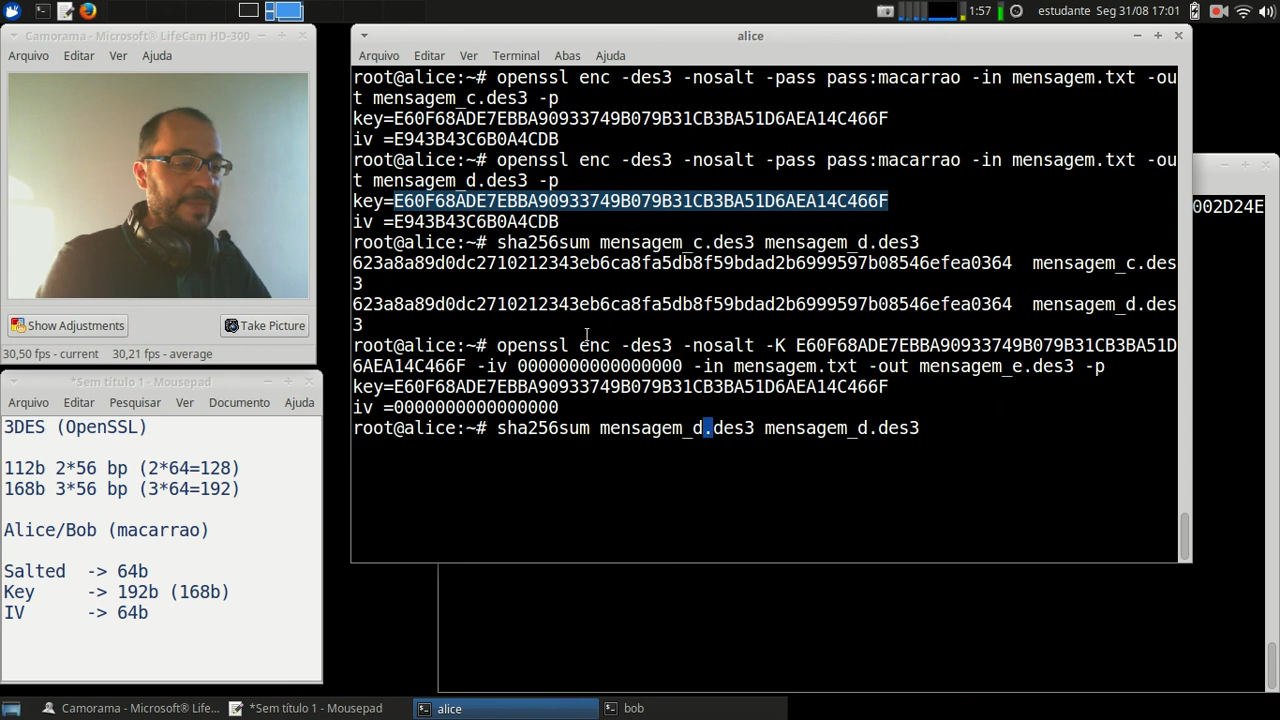 1:57 estudante Seg 31/08 17:01
Camorama - Microsoft® LifeCam HD-300
Arquivo Editar Ver Ajuda
Show Adjustments Take Picture
30,50 fps - current 30,21 fps - average
*Sem título 1 - Mousepad
Arquivo Editar Pesquisar Ver Documento Ajuda
3DES (OpenSSL)
112b 2*56 bp (2*64=128)
168b 3*56 bp (3*64=192)
Alice/Bob (macarrao)
Salted -> 64b
Key -> 192b (168b)
IV -> 64b
alice
Arquivo Editar Ver Terminal Abas Ajuda
root@alice:~# openssl enc -des3 -nosalt -pass pass:macarrao -in mensagem.txt -ou
t mensagem_c.des3 -p
key=E60F68ADE7EBBA90933749B079B31CB3BA51D6AEA14C466F
iv =E943B43C6B0A4CDB
root@alice:~# openssl enc -des3 -nosalt -pass pass:macarrao -in mensagem.txt -ou
t mensagem_d.des3 -p
key=E60F68ADE7EBBA90933749B079B31CB3BA51D6AEA14C466F
iv =E943B43C6B0A4CDB
root@alice:~# sha256sum mensagem_c.des3 mensagem_d.des3
623a8a89d0dc2710212343eb6ca8fa5db8f59bdad2b6999597b08546efea0364 mensagem_c.des
3
623a8a89d0dc2710212343eb6ca8fa5db8f59bdad2b6999597b08546efea0364 mensagem_d.des
3
root@alice:~# openssl enc -des3 -nosalt -K E60F68ADE7EBBA90933749B079B31CB3BA51D
6AEA14C466F -iv 0000000000000000 -in mensagem.txt -out mensagem_e.des3 -p
key=E60F68ADE7EBBA90933749B079B31CB3BA51D6AEA14C466F
iv =0000000000000000
root@alice:~# sha256sum mensagem_d.des3 mensagem_d.des3
002D24E
Camorama - Microsoft® Life... *Sem título 1 - Mousepad alice bob